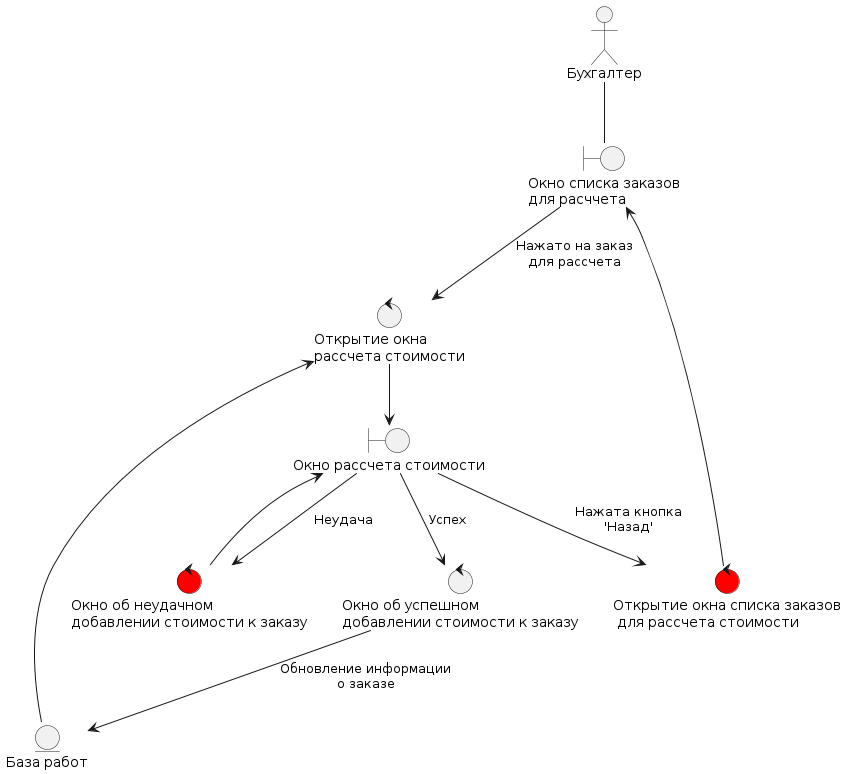 Бухгалтер
Окно списка заказов
для расчета
Нажато на заказ
для рассчета
Открытие окна
рассчета стоимости
Окно рассчета стоимости
Нажата кнопка
'Назад'
Неудача
Успех
Окно об неудачном
добавлении стоимости к заказу
Окно об успешном
добавлении стоимости к заказу
Открытие окна списка заказов
для рассчета стоимости
Обновление информации
о заказе
База работ